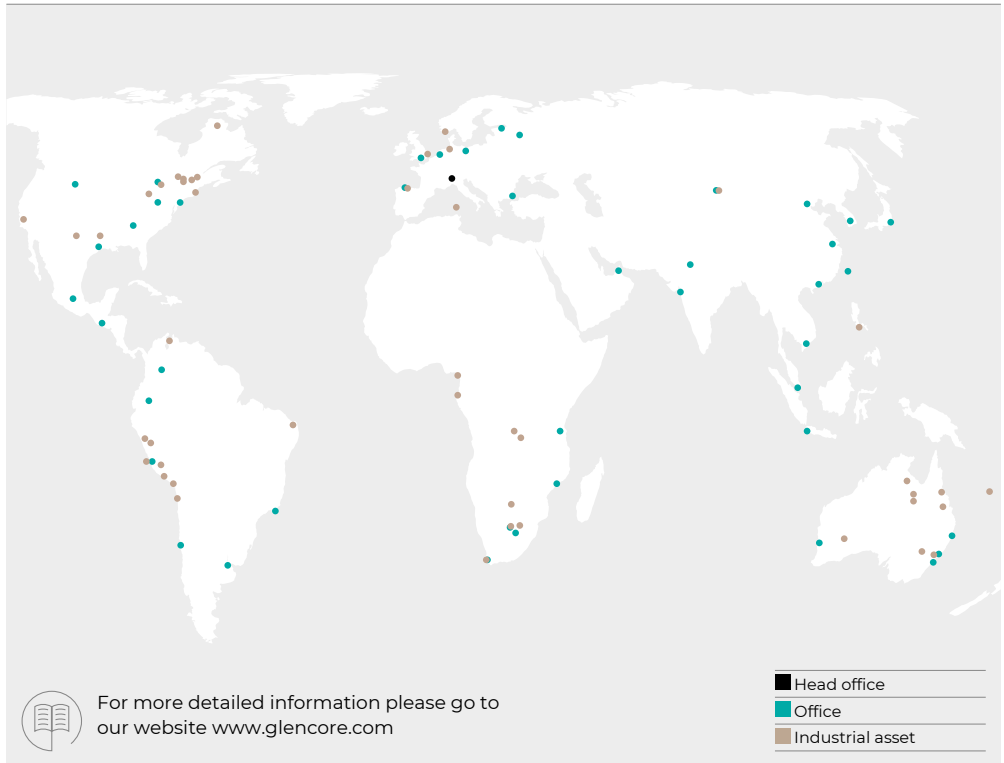 For more detailed information please go to
our website www.glencore.com
Head office
Office
Industrial asset